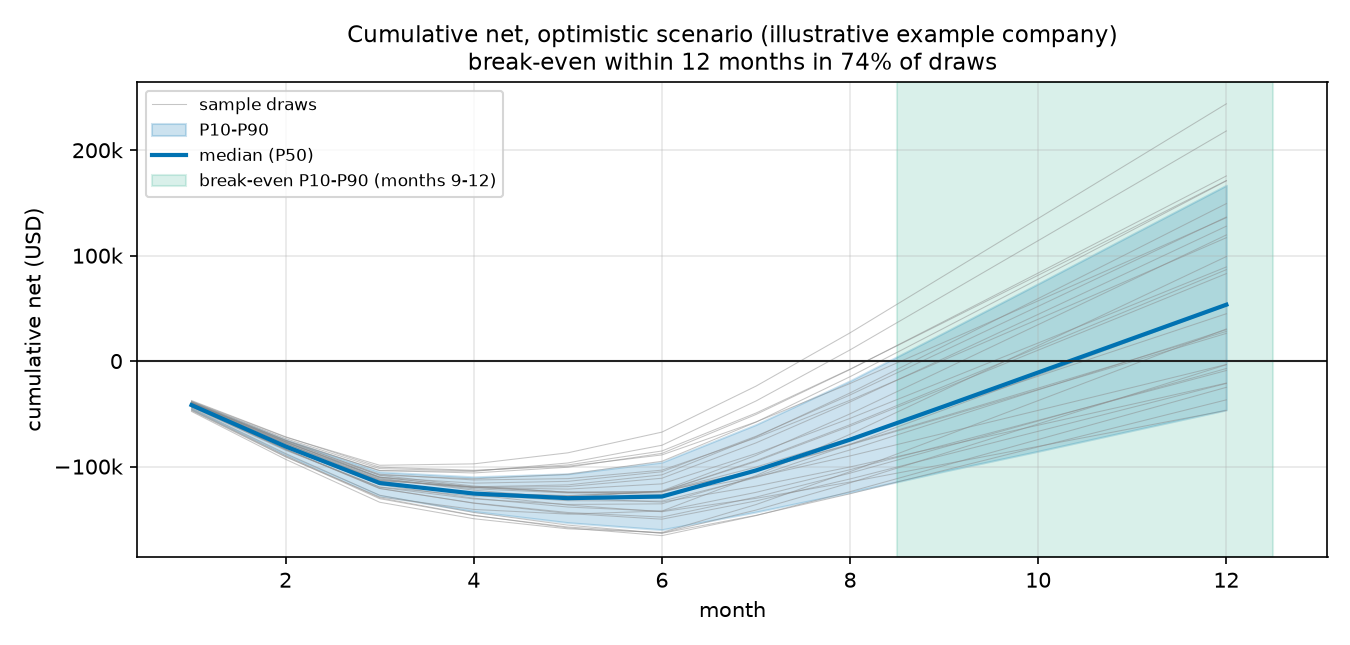 Cumulative net, optimistic scenario (illustrative example company)
break-even within 12 months in 74% of draws
sample draws
P10-P90
median (P50)
break-even P10-P90 (months 9-12)
cumulative net (USD)
200k
100k
0
−100k
2 4 6 8 10 12
month